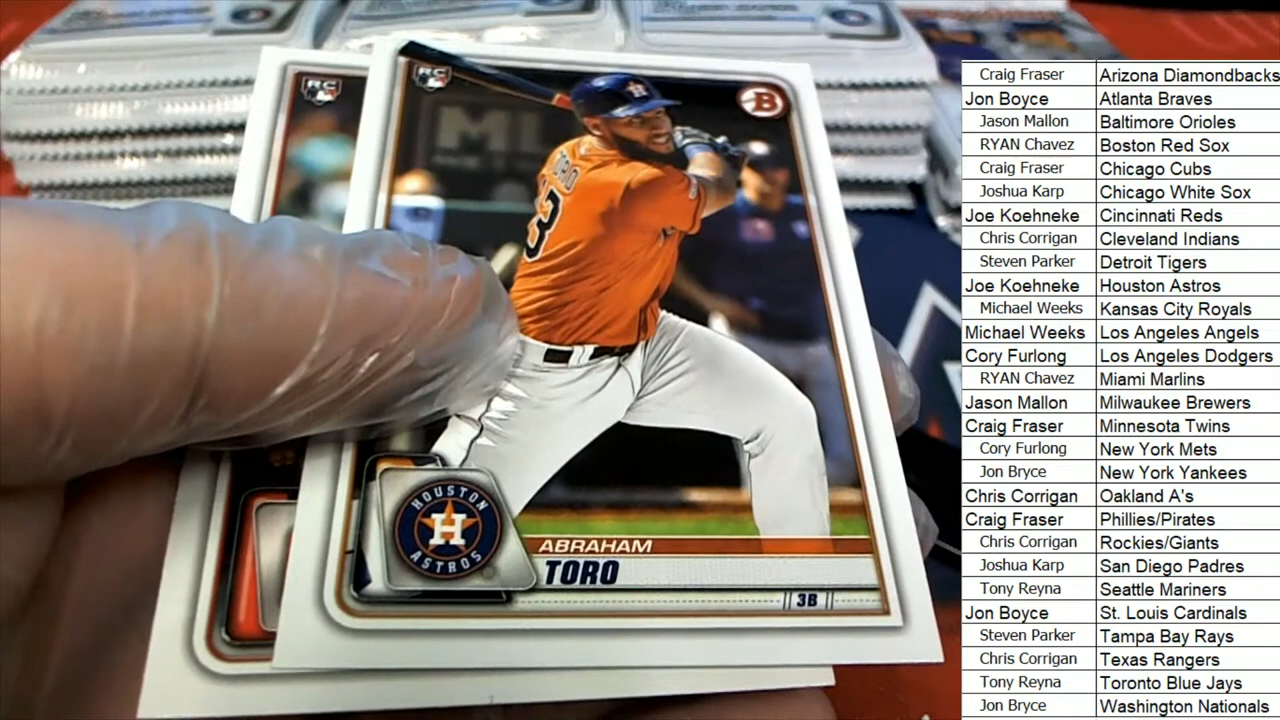 RC
RC
B
TORO
13
HOUSTON
H
ASTROS
ABRAHAM
TORO
3B
Craig Fraser Arizona Diamondbacks
Jon Boyce Atlanta Braves
Jason Mallon Baltimore Orioles
RYAN Chavez Boston Red Sox
Craig Fraser Chicago Cubs
Joshua Karp Chicago White Sox
Joe Koehneke Cincinnati Reds
Chris Corrigan Cleveland Indians
Steven Parker Detroit Tigers
Joe Koehneke Houston Astros
Michael Weeks Kansas City Royals
Michael Weeks Los Angeles Angels
Cory Furlong Los Angeles Dodgers
RYAN Chavez Miami Marlins
Jason Mallon Milwaukee Brewers
Craig Fraser Minnesota Twins
Cory Furlong New York Mets
Jon Bryce New York Yankees
Chris Corrigan Oakland A's
Craig Fraser Phillies/Pirates
Chris Corrigan Rockies/Giants
Joshua Karp San Diego Padres
Tony Reyna Seattle Mariners
Jon Boyce St. Louis Cardinals
Steven Parker Tampa Bay Rays
Chris Corrigan Texas Rangers
Tony Reyna Toronto Blue Jays
Jon Bryce Washington Nationals